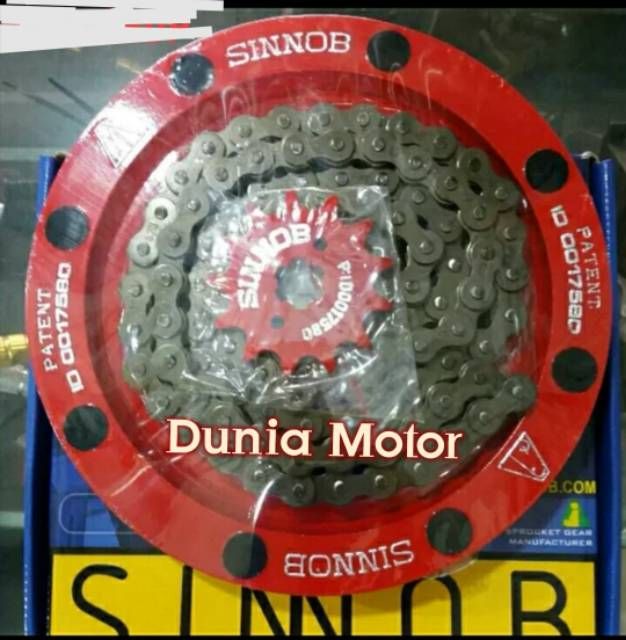 SINNOB
PATENT
ID 0017580
PATENT
ID 0017580
SINNOB
P.ID0017580
Dunia Motor
SINNOB
B.COM
SPROCKET GEAR
MANUFACTURER
SINNOB